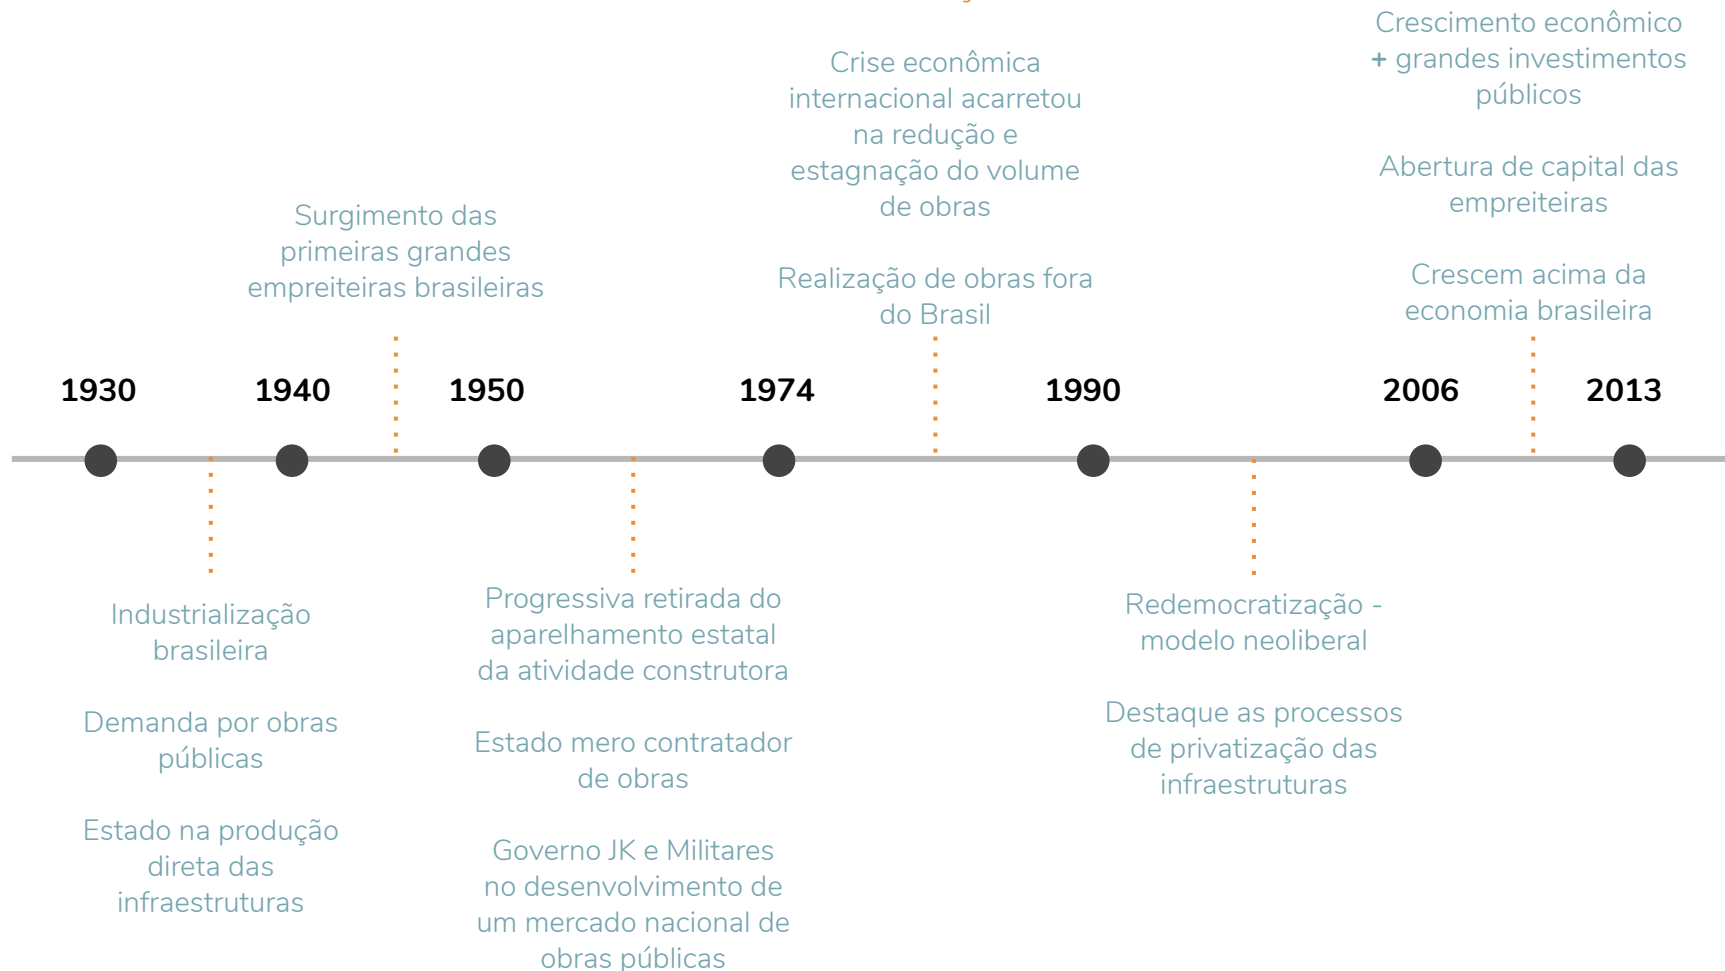 Crescimento econômico
+ grandes investimentos
públicos
Crise econômica
internacional acarretou
na redução e
estagnação do volume
de obras
Abertura de capital das
empreiteiras
Surgimento das
primeiras grandes
empreiteiras brasileiras
Realização de obras fora
do Brasil
Crescem acima da
economia brasileira
1930 1940 1950 1974 1990 2006 2013
Industrialização
brasileira
Demanda por obras
públicas
Estado na produção
direta das
infraestruturas
Progressiva retirada do
aparelhamento estatal
da atividade construtora
Estado mero contratador
de obras
Governo JK e Militares
no desenvolvimento de
um mercado nacional de
obras públicas
Redemocratização -
modelo neoliberal
Destaque as processos
de privatização das
infraestruturas